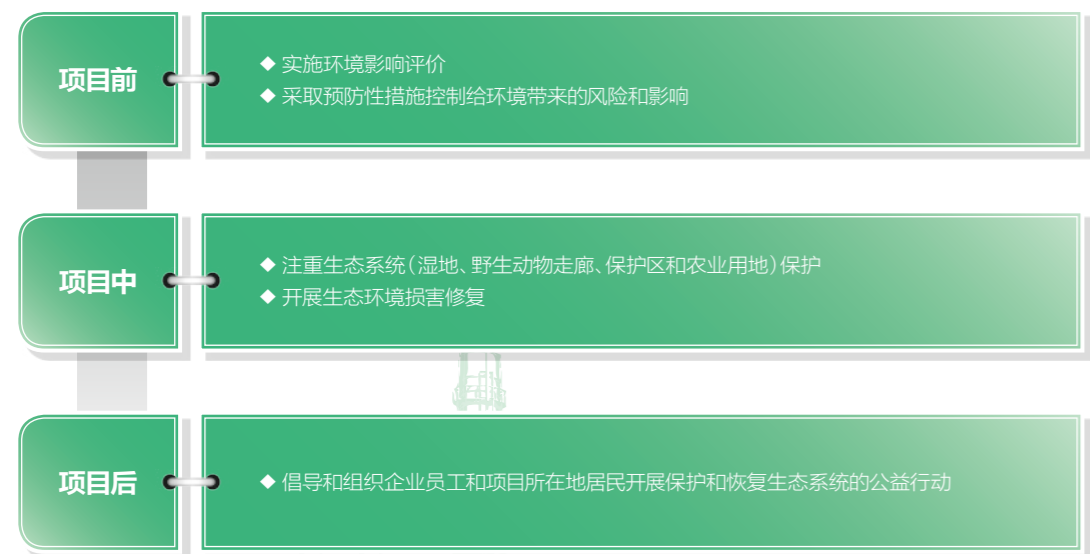 项目前
◆ 实施环境影响评价
◆ 采取预防性措施控制给环境带来的风险和影响
项目中
◆ 注重生态系统（湿地、野生动物走廊、保护区和农业用地）保护
◆ 开展生态环境损害修复
项目后
◆ 倡导和组织企业员工和项目所在地居民开展保护和恢复生态系统的公益行动